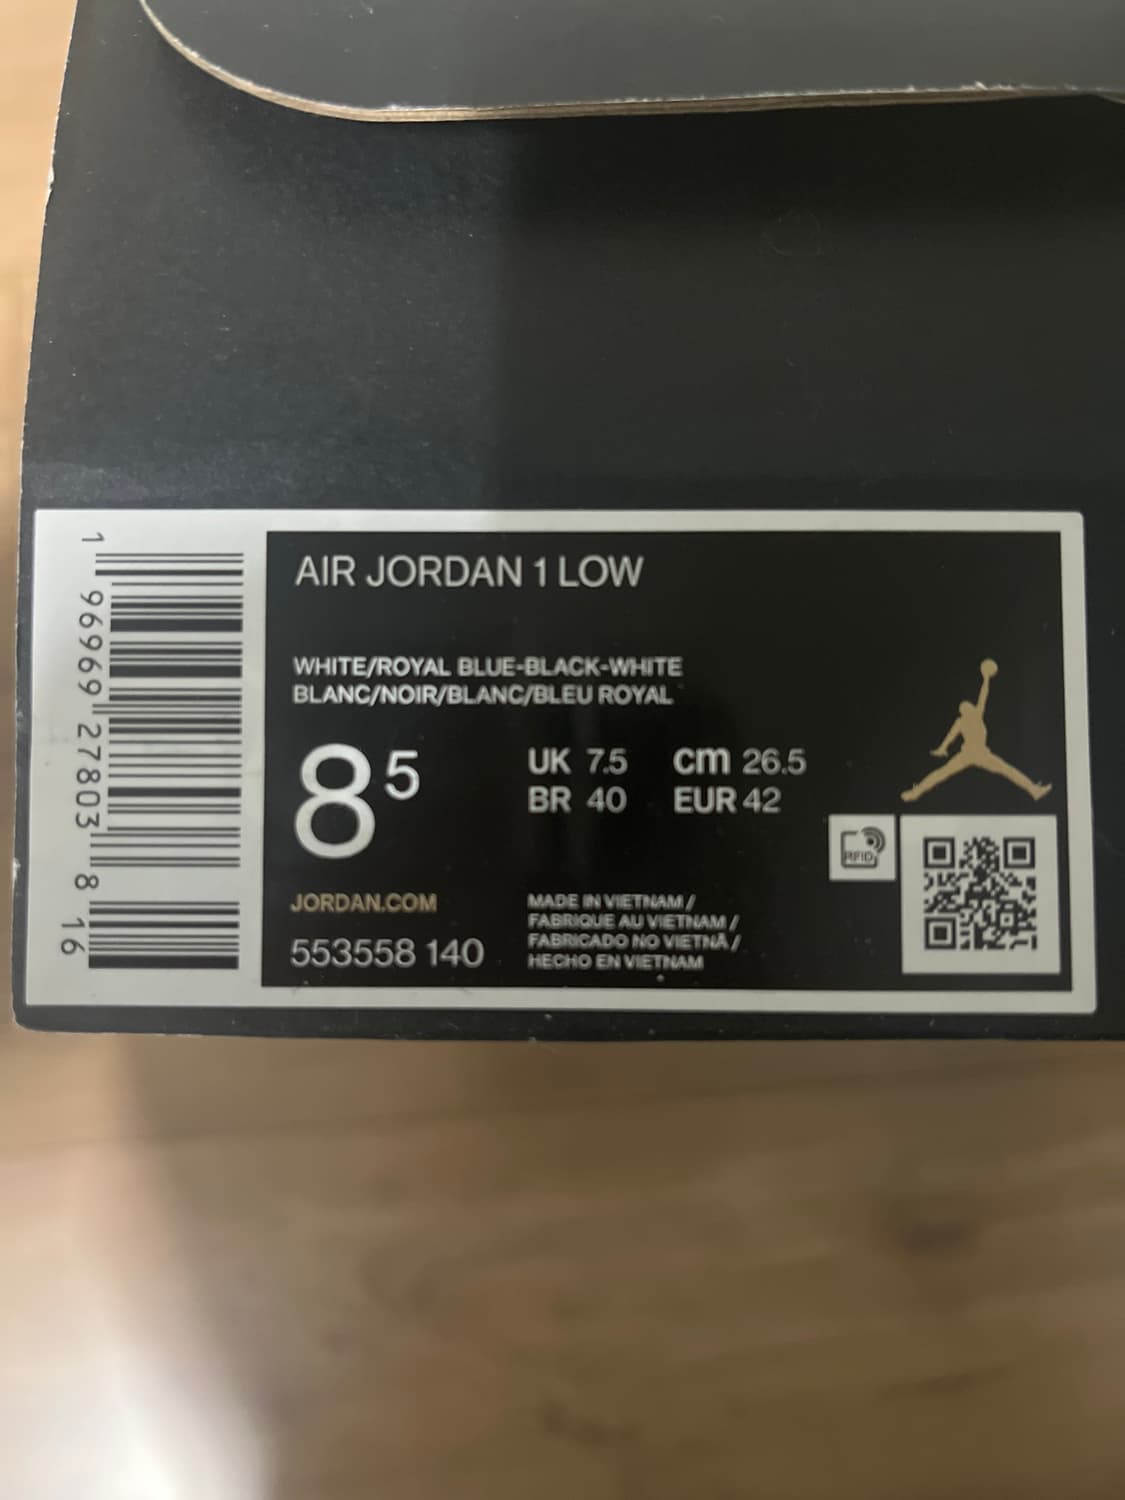 AIR JORDAN 1 LOW
WHITE/ROYAL BLUE-BLACK-WHITE
BLANC/NOIR/BLANC/BLEU ROYAL
8 5
UK 7.5 cm 26.5
BR 40 EUR 42
RFID
JORDAN.COM
553558 140
MADE IN VIETNAM /
FABRIQUE AU VIETNAM /
FABRICADO NO VIETNÃ /
HECHO EN VIETNAM
1 96969 27803 8 16